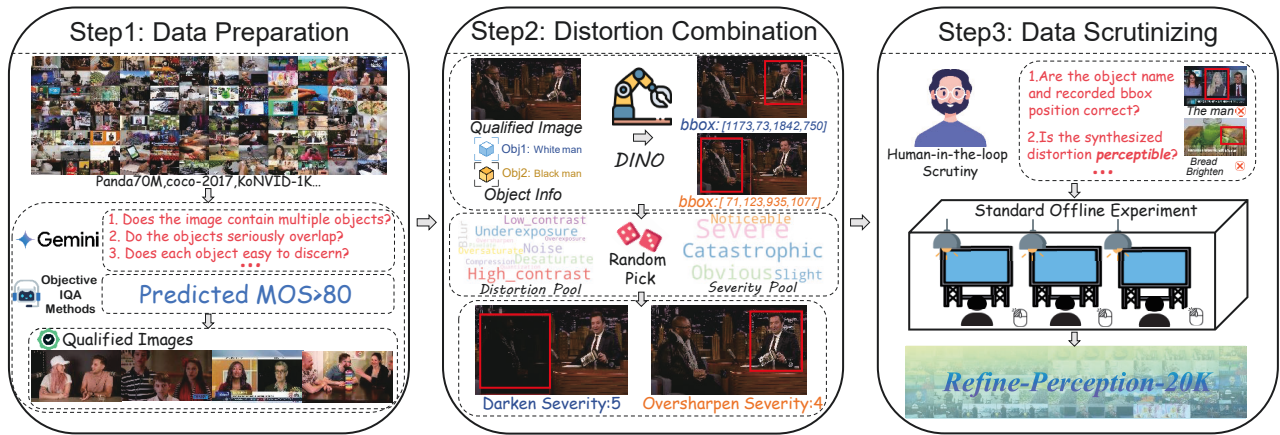 Step1: Data Preparation
Panda70M,coco-2017,KoNVID-1K...
Gemini
1. Does the image contain multiple objects?
2. Do the objects seriously overlap?
3. Does each object easy to discern?
...
Objective
IQA
Methods
Predicted MOS>80
Qualified Images
Step2: Distortion Combination
Qualified Image
Obj1: White man
Obj2: Black man
Object Info
DINO
bbox: [1173,73,1842,750]
bbox: [ 71,123,935,1077]
Low_contrast
Underexposure
Blur
Overexposure
Noise
Oversaturate
Desaturate
Compression
High_contrast
Distortion Pool
Random
Pick
Noticeable
Severe
Catastrophic
Obvious
Slight
Severity Pool
Darken Severity:5
Oversharpen Severity:4
Step3: Data Scrutinizing
Human-in-the-loop
Scrutiny
1.Are the object name
and recorded bbox
position correct?
2.Is the synthesized
distortion perceptible?
...
The man
Bread
Brighten
Standard Offline Experiment
Refine-Perception-20K